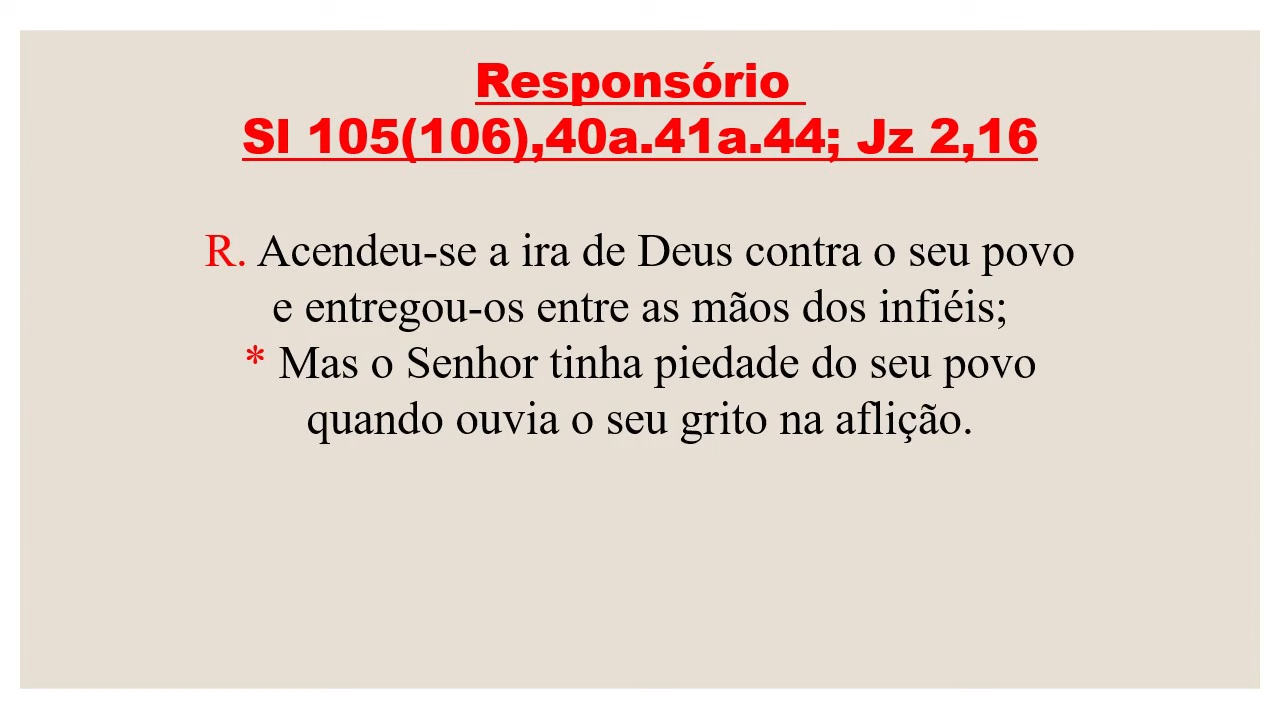 Responsório
Sl 105(106),40a.41a.44; Jz 2,16
R. Acendeu-se a ira de Deus contra o seu povo
e entregou-os entre as mãos dos infiéis;
* Mas o Senhor tinha piedade do seu povo
quando ouvia o seu grito na aflição.